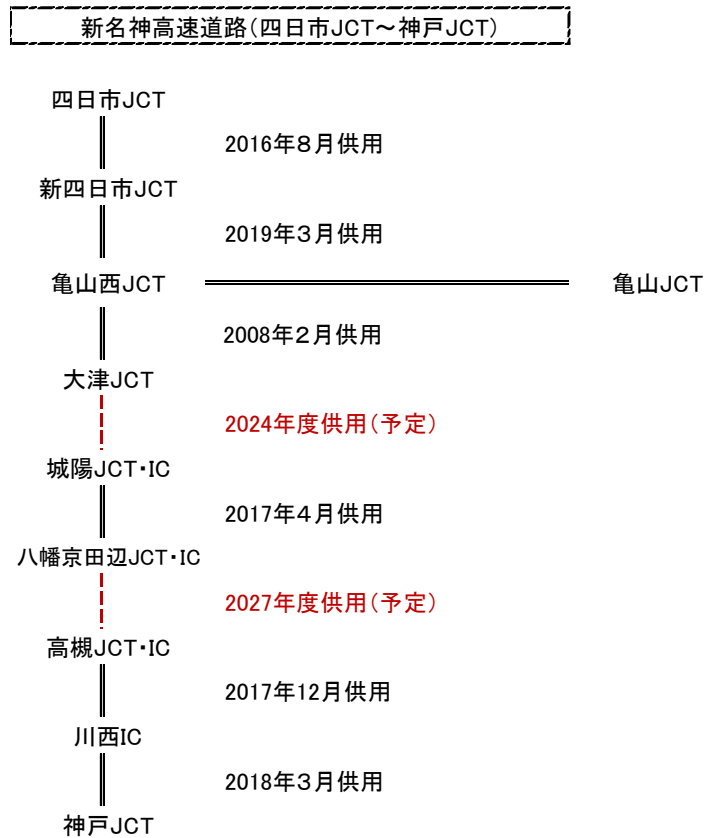 新名神高速道路(四日市JCT～神戸JCT)
四日市JCT
2016年８月供用
新四日市JCT
2019年３月供用
亀山西JCT 亀山JCT
2008年２月供用
大津JCT
2024年度供用(予定)
城陽JCT・IC
2017年４月供用
八幡京田辺JCT・IC
2027年度供用(予定)
高槻JCT・IC
2017年12月供用
川西IC
2018年３月供用
神戸JCT